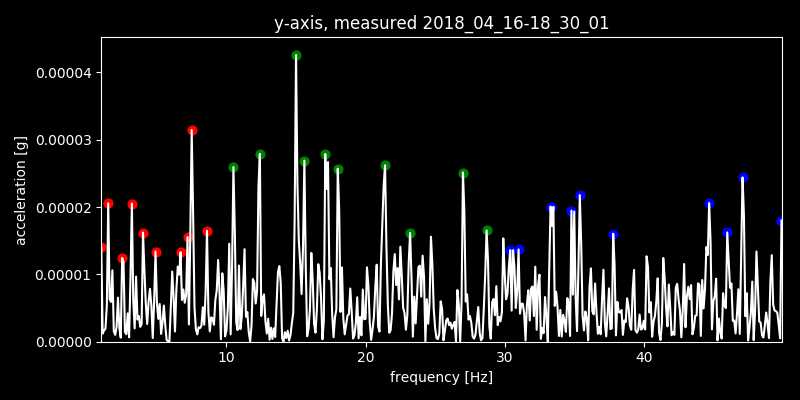 y-axis, measured 2018_04_16-18_30_01
0.00004
0.00003
0.00002
0.00001
0.00000
acceleration [g]
10 20 30 40
frequency [Hz]